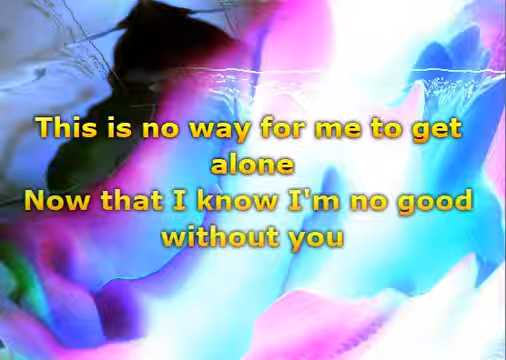 This is no way for me to get
alone
Now that I know I'm no good
without you